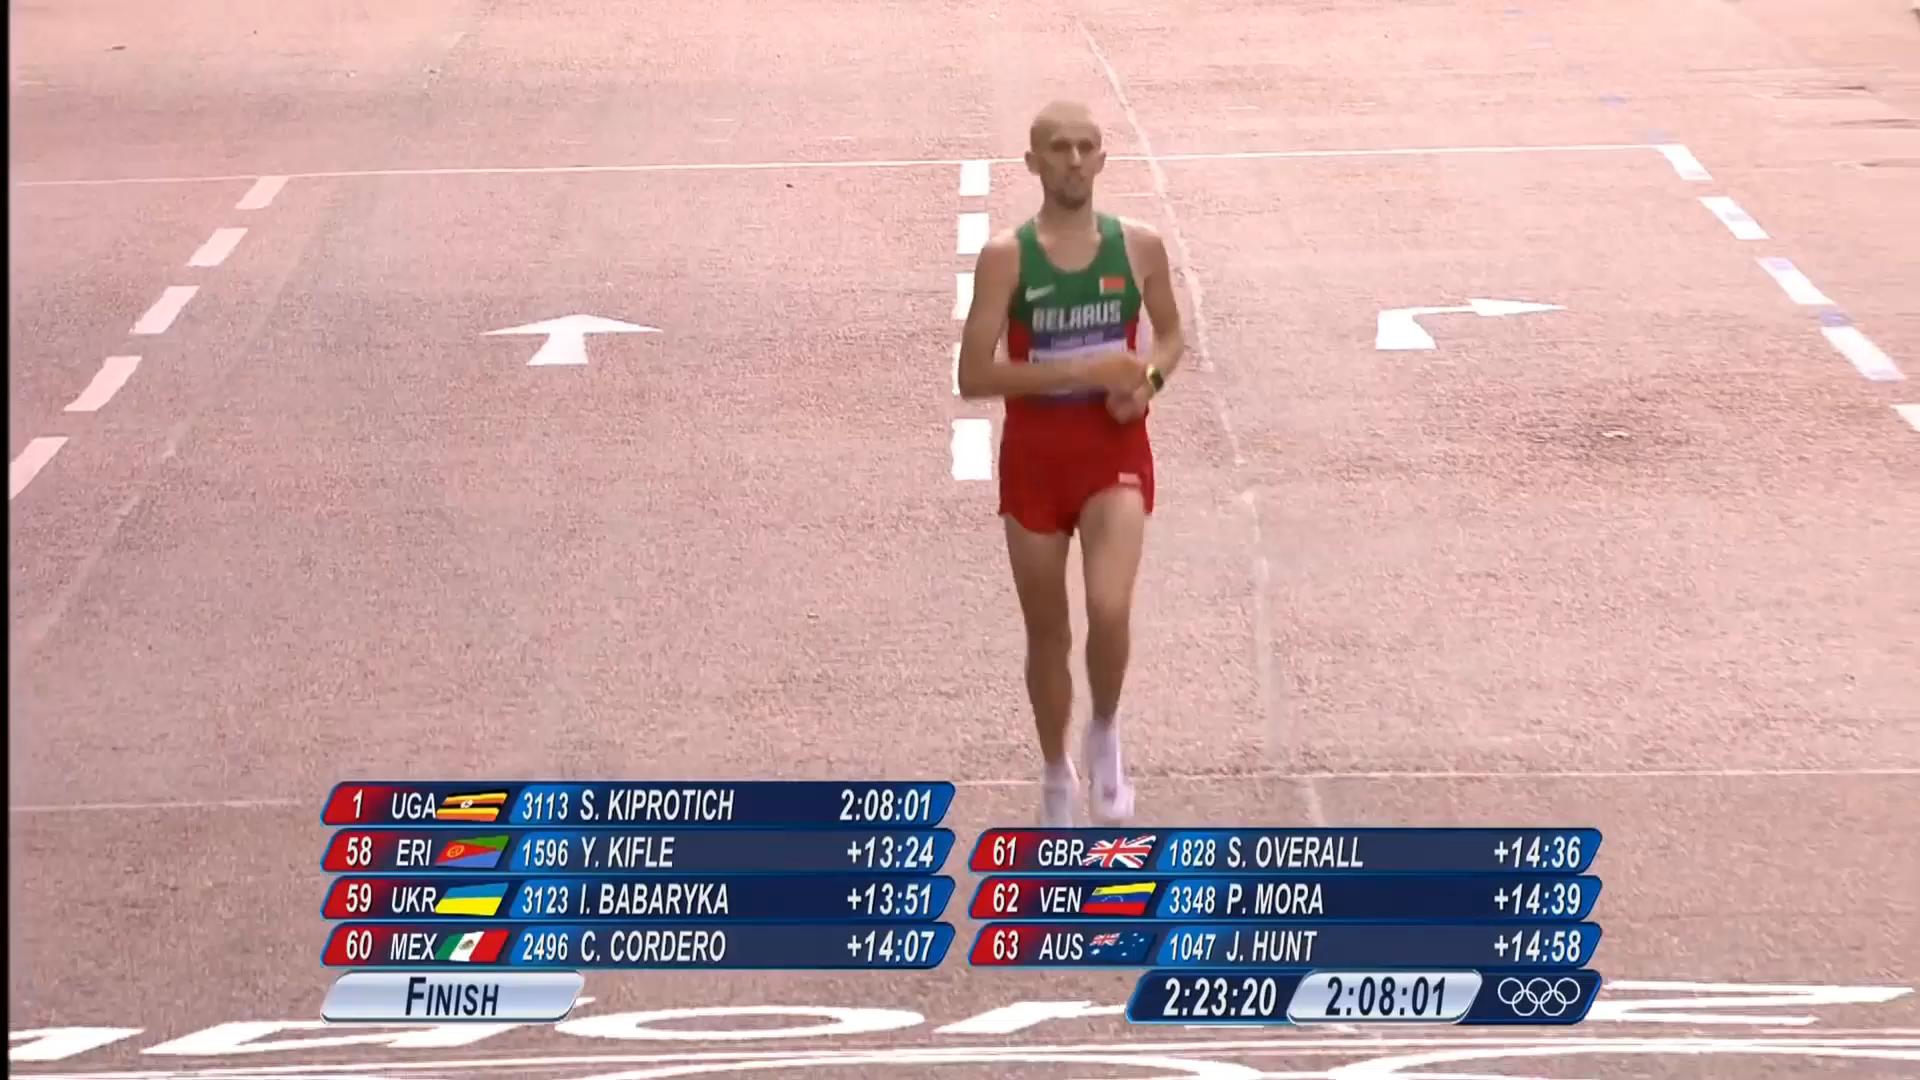 BELARUS
1 UGA 3113 S. KIPROTICH 2:08:01
58 ERI 1596 Y. KIFLE +13:24
59 UKR 3123 I. BABARYKA +13:51
60 MEX 2496 C. CORDERO +14:07
61 GBR 1828 S. OVERALL +14:36
62 VEN 3348 P. MORA +14:39
63 AUS 1047 J. HUNT +14:58
FINISH
2:23:20 2:08:01